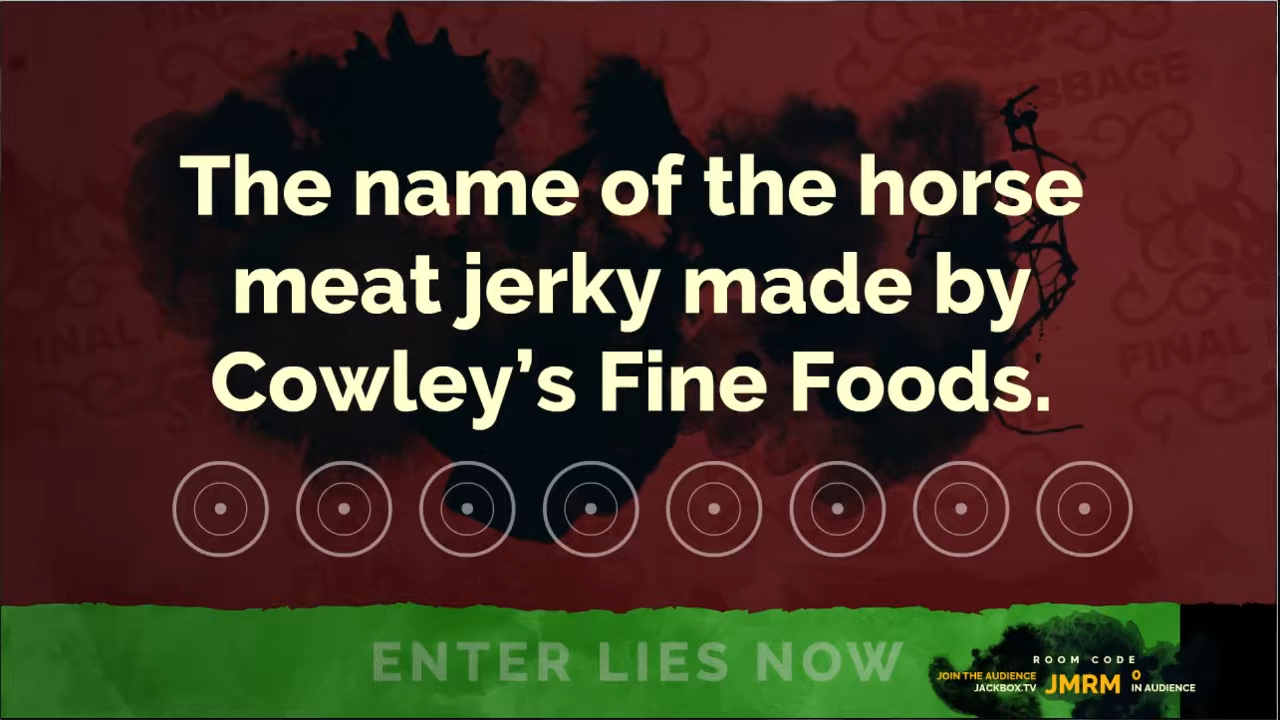 The name of the horse
meat jerky made by
Cowley’s Fine Foods.
ENTER LIES NOW
ROOM CODE
JOIN THE AUDIENCE
JACKBOX.TV
JMRM
0
IN AUDIENCE
FINAL